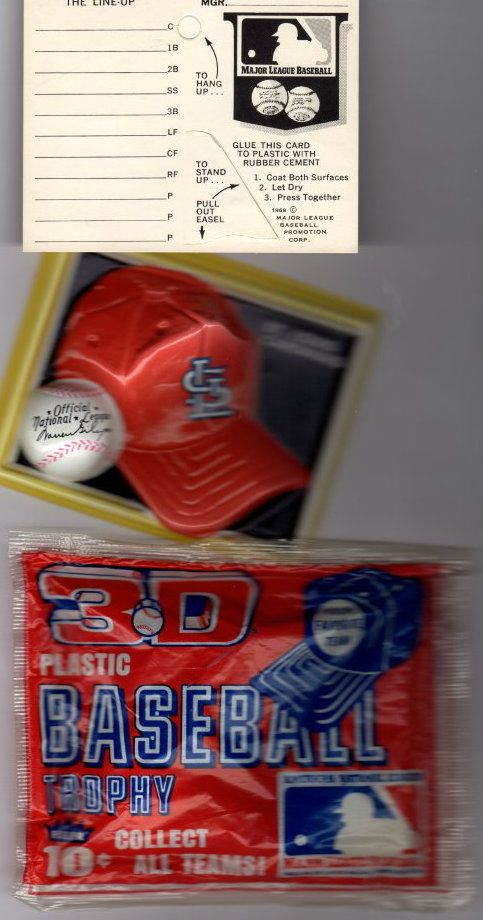 THE LINE-UP
MGR.
C
1B
2B
SS
3B
LF
CF
RF
P
P
P
TO
HANG
UP...
MAJOR LEAGUE BASEBALL
GLUE THIS CARD
TO PLASTIC WITH
RUBBER CEMENT
1. Coat Both Surfaces
2. Let Dry
3. Press Together
TO
STAND
UP...
PULL
OUT
EASEL
1969 ©
MAJOR LEAGUE
BASEBALL
PROMOTION
CORP.
STL
Official
National League
3D
PLASTIC
BASEBALL
TROPHY
FAVORITE
TEAM
10¢
COLLECT
ALL TEAMS!